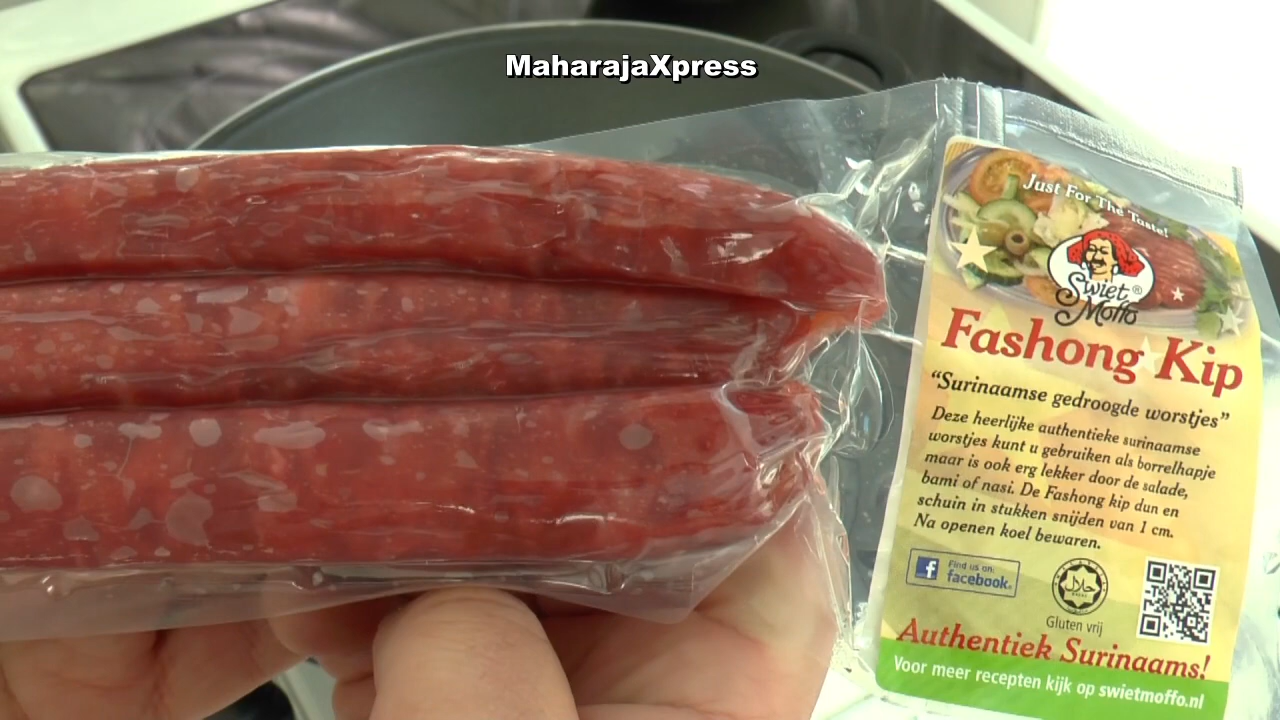 MaharajaXpress
Just For The Taste!
Swiet ®
Moffo
Fashong Kip
"Surinaamse gedroogde worstjes"
Deze heerlijke authentieke surinaamse
worstjes kunt u gebruiken als borrelhapje
maar is ook erg lekker door de salade,
bami of nasi. De Fashong kip dun en
schuin in stukken snijden van 1 cm.
Na openen koel bewaren.
Find us on:
facebook®
حلال
Gluten vrij
Authentiek Surinaams!
Voor meer recepten kijk op swietmoffo.nl